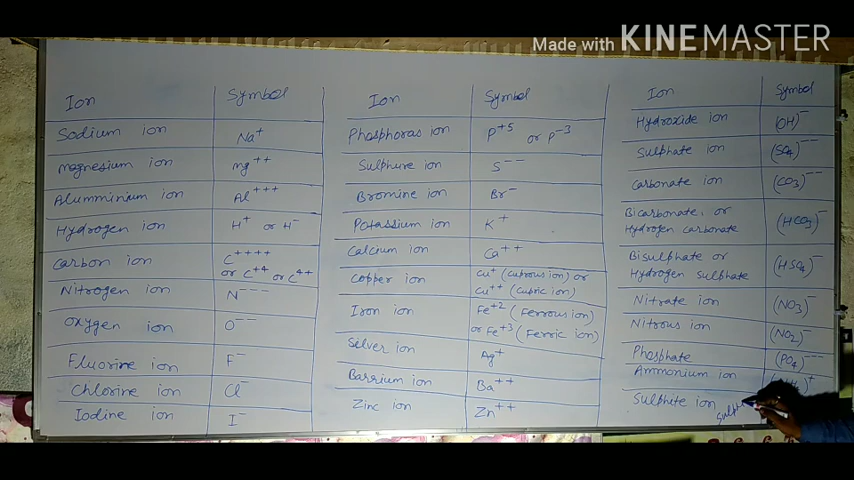 Made with KINEMASTER
Ion Symbol
Sodium ion Na⁺
Magnesium ion Mg⁺⁺
Alumminium ion Al⁺⁺⁺
Hydrogen ion H⁺ or H⁻
Carbon ion C⁺⁺⁺⁺
or C⁺⁴ or C⁴⁺
Nitrogen ion N⁻⁻⁻
Oxygen ion O⁻⁻
Fluorine ion F⁻
Chlorine ion Cl⁻
Iodine ion I⁻
Ion Symbol
Phosphoras ion P⁺⁵ or P⁻³
Sulphure ion S⁻⁻
Bromine ion Br⁻
Potassium ion K⁺
Calcium ion Ca⁺⁺
Copper ion Cu⁺ (Cuprous ion) or
Cu⁺⁺ (Cupric ion)
Iron ion Fe⁺² (Ferrous ion)
or Fe⁺³ (Ferric ion)
Silver ion Ag⁺
Barrium ion Ba⁺⁺
Zinc ion Zn⁺⁺
Ion Symbol
Hydroxide ion (OH)⁻
Sulphate ion (SO₄)⁻⁻
Carbonate ion (CO₃)⁻⁻
Bicarbonate, or
Hydrogen carbonate (HCO₃)⁻
Bisulphate or
Hydrogen sulphate (HSO₄)⁻
Nitrate ion (NO₃)⁻
Nitrous ion (NO₂)⁻
Phosphate (PO₄)⁻⁻⁻
Ammonium ion )⁺
Sulphite ion